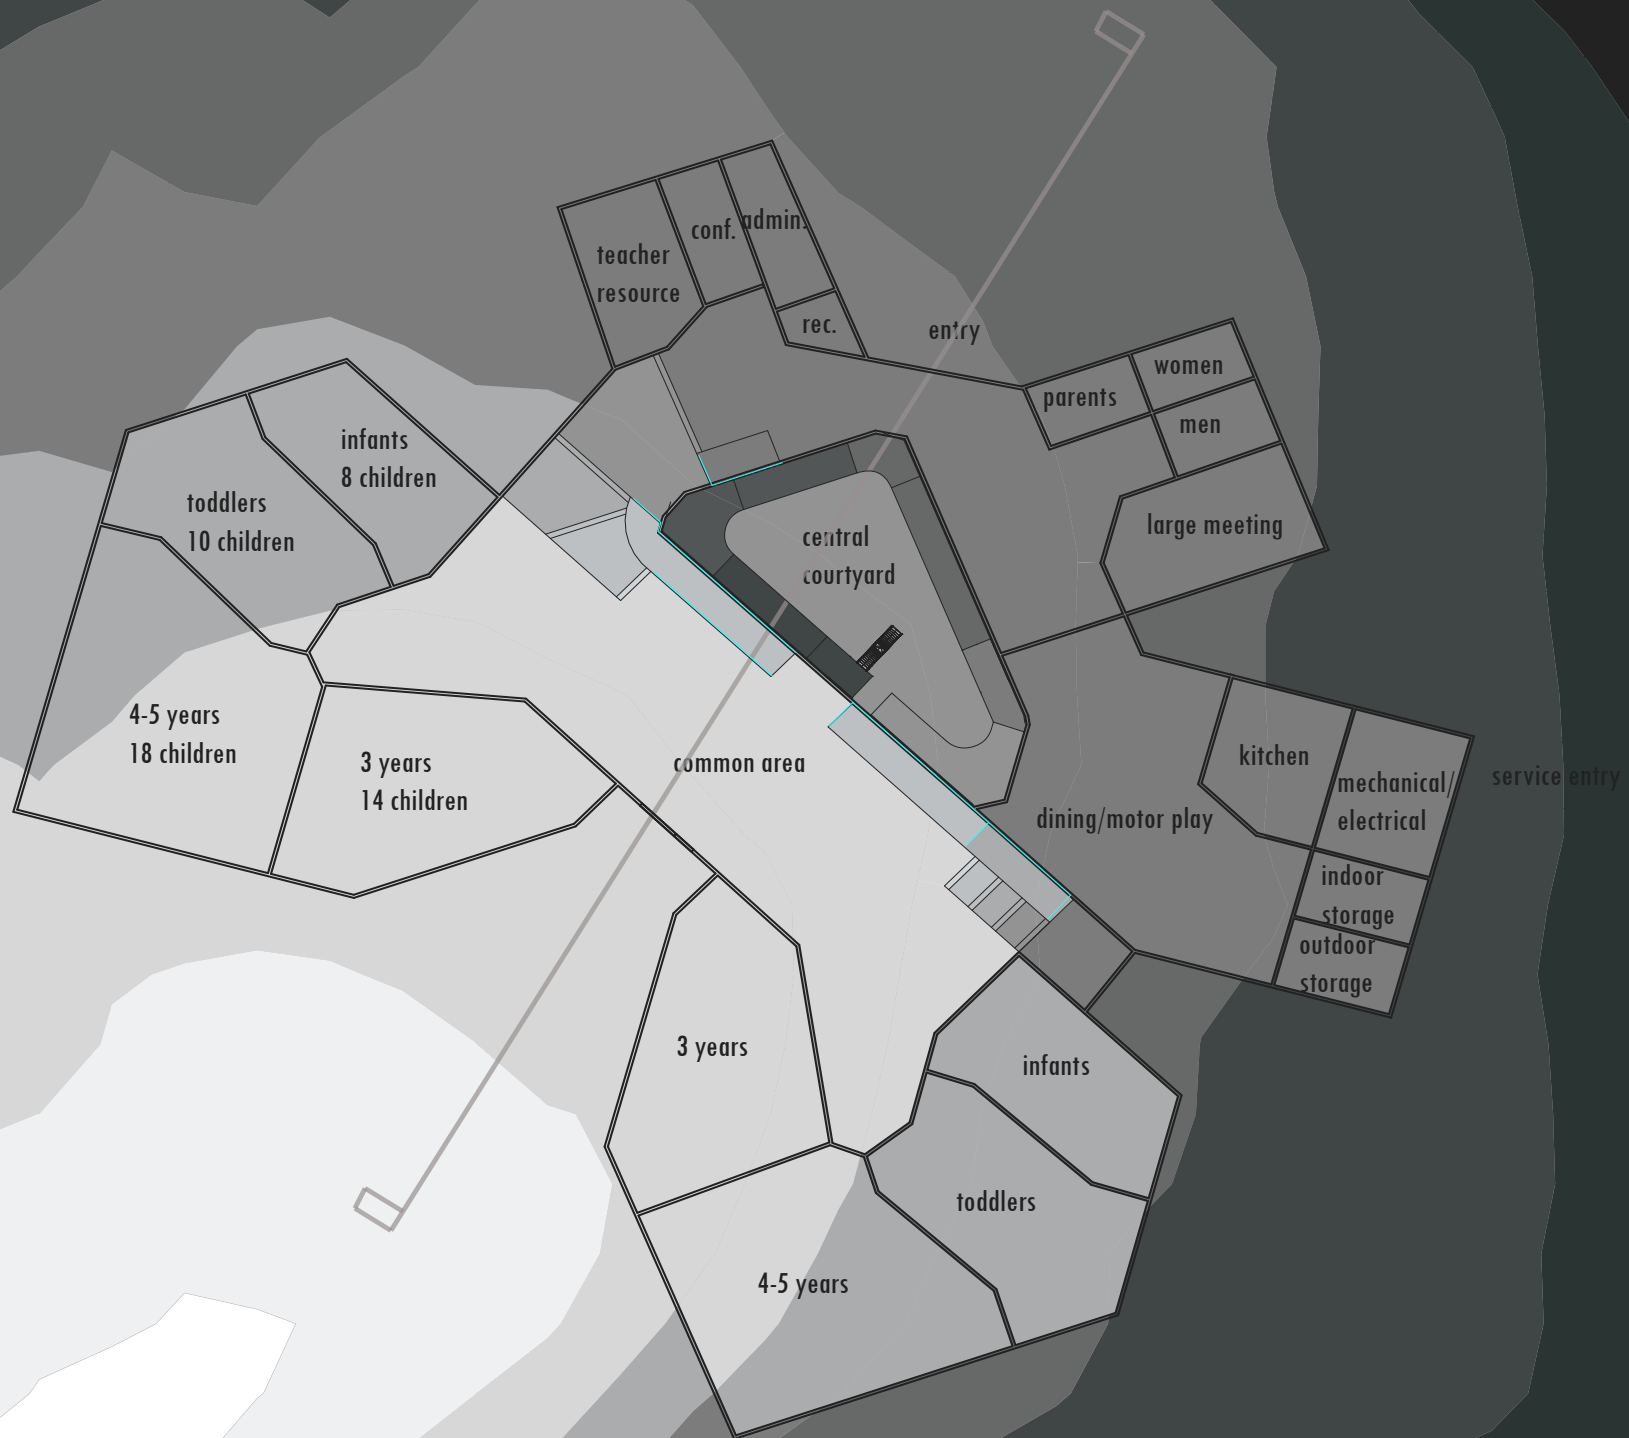 teacher
resource
conf.
admin.
rec.
entry
parents
women
men
large meeting
infants
8 children
toddlers
10 children
central
courtyard
4-5 years
18 children
3 years
14 children
common area
dining/motor play
kitchen
mechanical/
electrical
service entry
indoor
storage
outdoor
storage
3 years
infants
toddlers
4-5 years